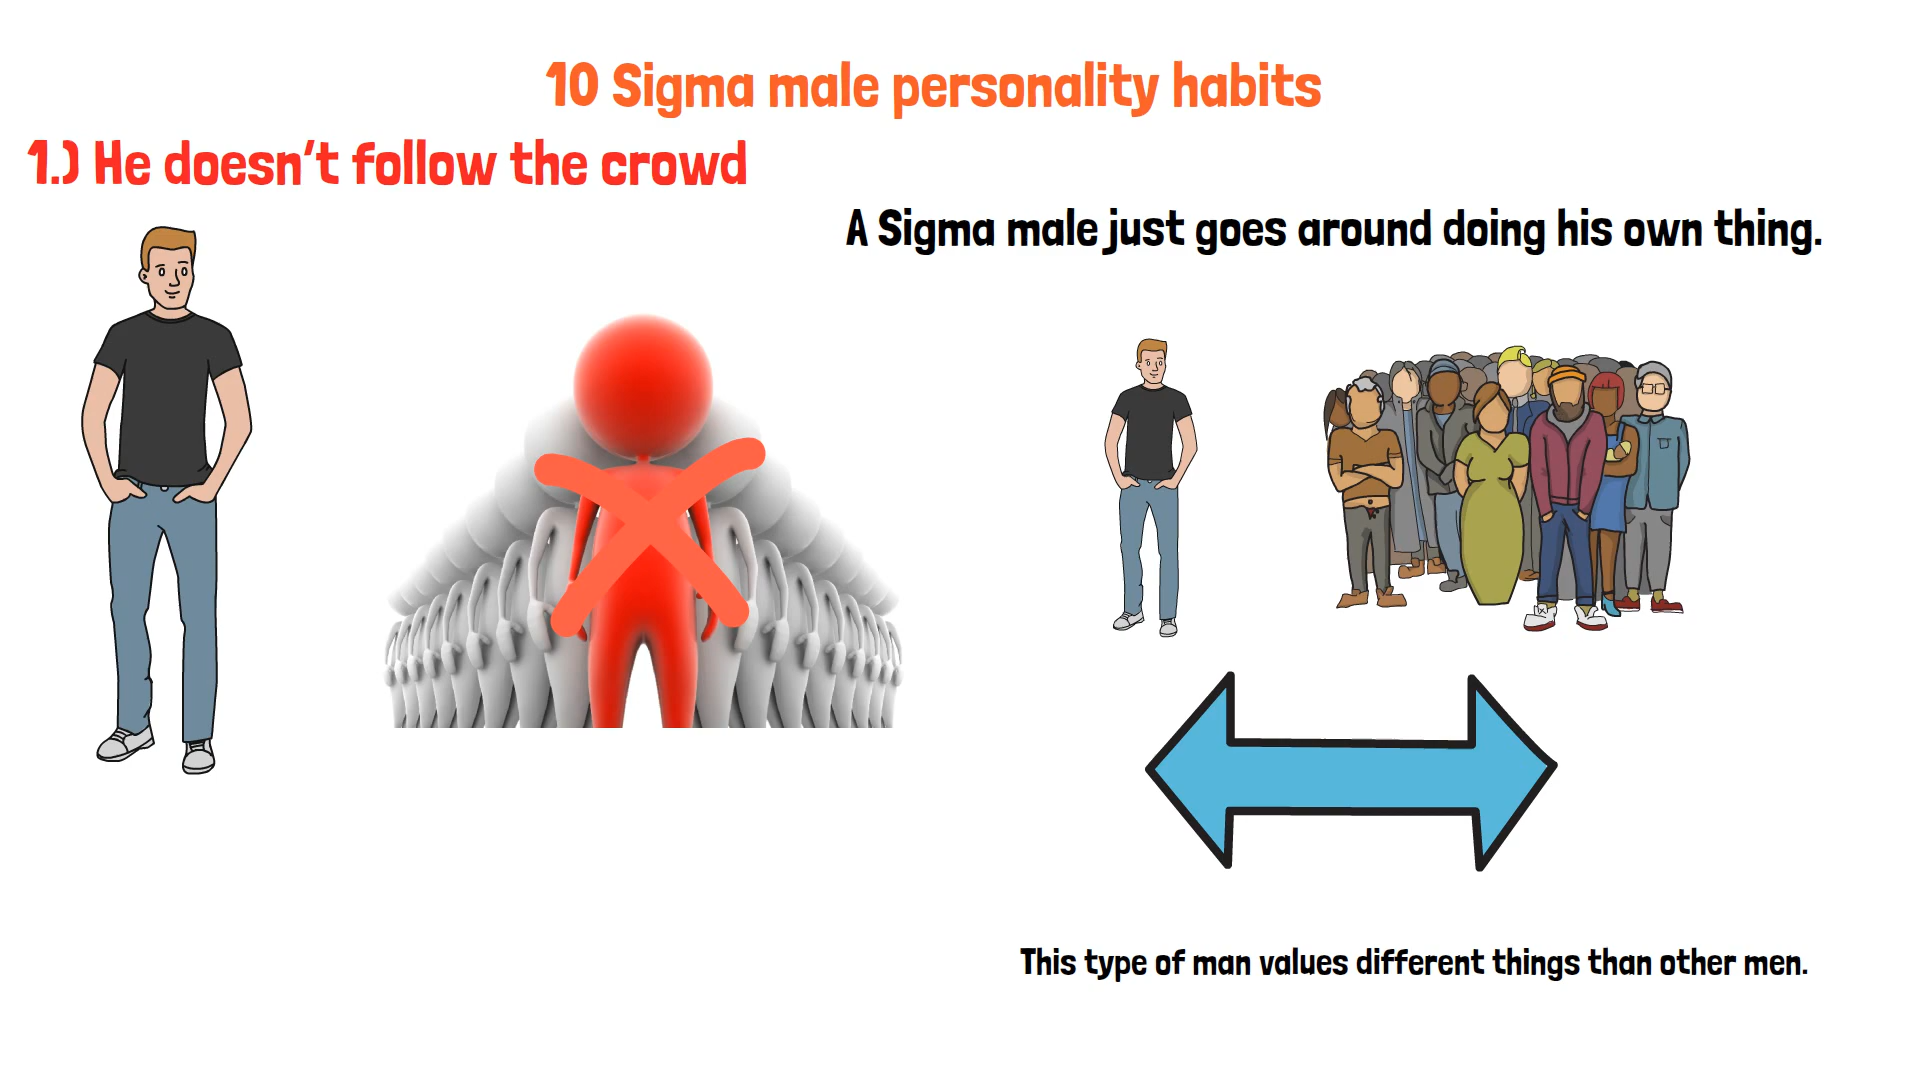 10 Sigma male personality habits
1.) He doesn't follow the crowd
A Sigma male just goes around doing his own thing.
This type of man values different things than other men.